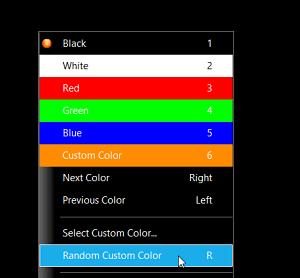 Black 1
White 2
Red 3
Green 4
Blue 5
Custom Color 6
Next Color Right
Previous Color Left
Select Custom Color...
Random Custom Color R